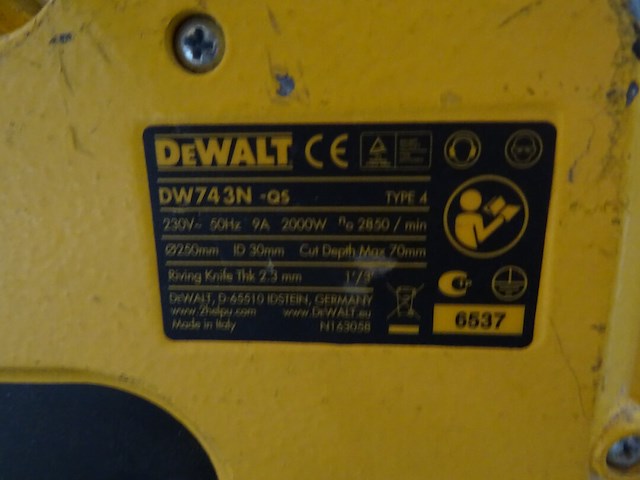 DEWALT CE
DW743N -QS TYPE 4
230V~ 50Hz 9A 2000W n₀ 2850 / min
Ø250mm ID 30mm Cut Depth Max 70mm
Riving Knife Thk 2.3 mm
DeWALT, D-65510 IDSTEIN, GERMANY
www.2helpu.com www.DeWALT.eu
Made in Italy N163058
6537